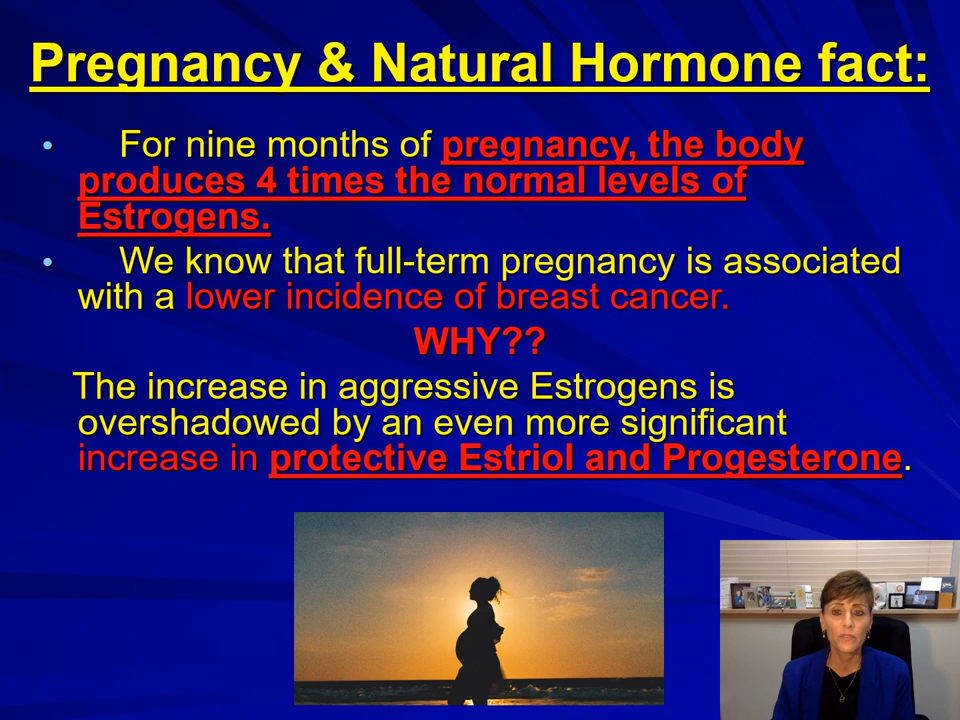 Pregnancy & Natural Hormone fact:
• For nine months of pregnancy, the body
produces 4 times the normal levels of
Estrogens.
• We know that full-term pregnancy is associated
with a lower incidence of breast cancer.
WHY??
The increase in aggressive Estrogens is
overshadowed by an even more significant
increase in protective Estriol and Progesterone.